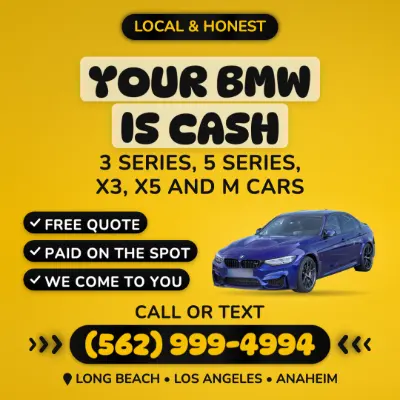 LOCAL & HONEST
YOUR BMW
IS CASH
3 SERIES, 5 SERIES,
X3, X5 AND M CARS
✓ FREE QUOTE
✓ PAID ON THE SPOT
✓ WE COME TO YOU
CALL OR TEXT
(562) 999-4994
LONG BEACH • LOS ANGELES • ANAHEIM